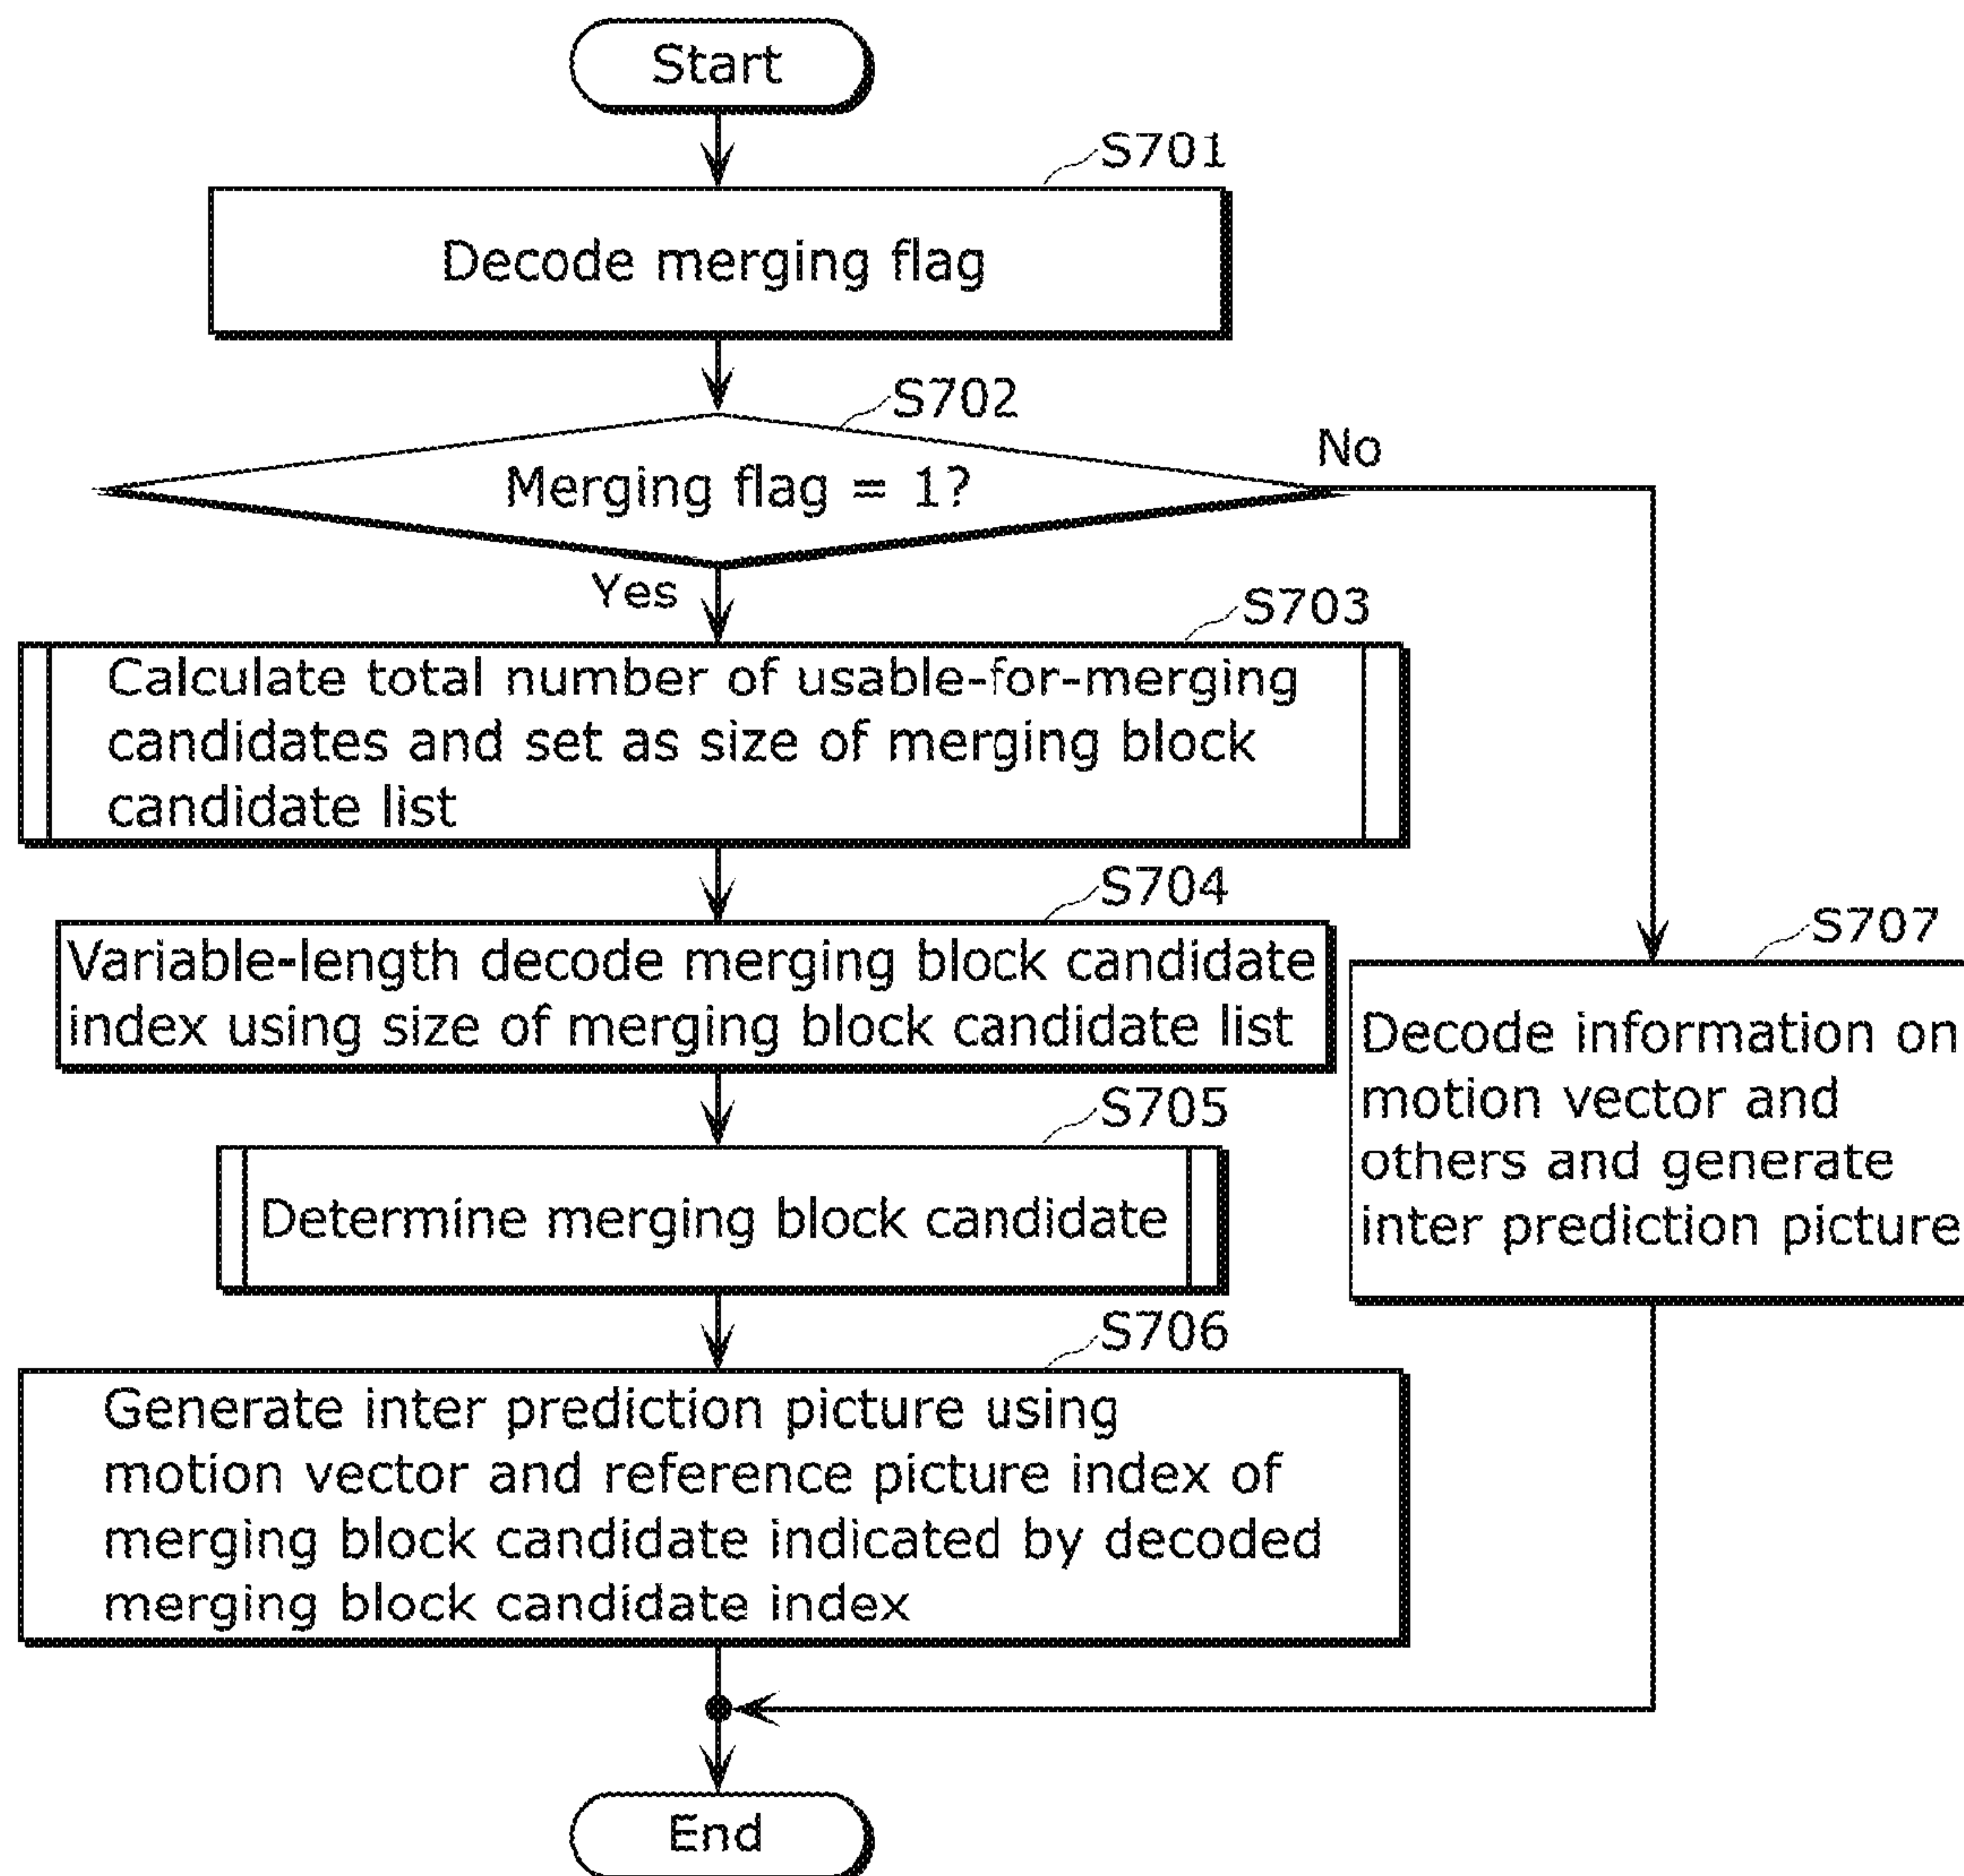 Start
S701
Decode merging flag
S702
Merging flag = 1?
No
Yes
S703
Calculate total number of usable-for-merging
candidates and set as size of merging block
candidate list
S704
Variable-length decode merging block candidate
index using size of merging block candidate list
S707
Decode information on
motion vector and
others and generate
inter prediction picture
S705
Determine merging block candidate
S706
Generate inter prediction picture using
motion vector and reference picture index of
merging block candidate indicated by decoded
merging block candidate index
End